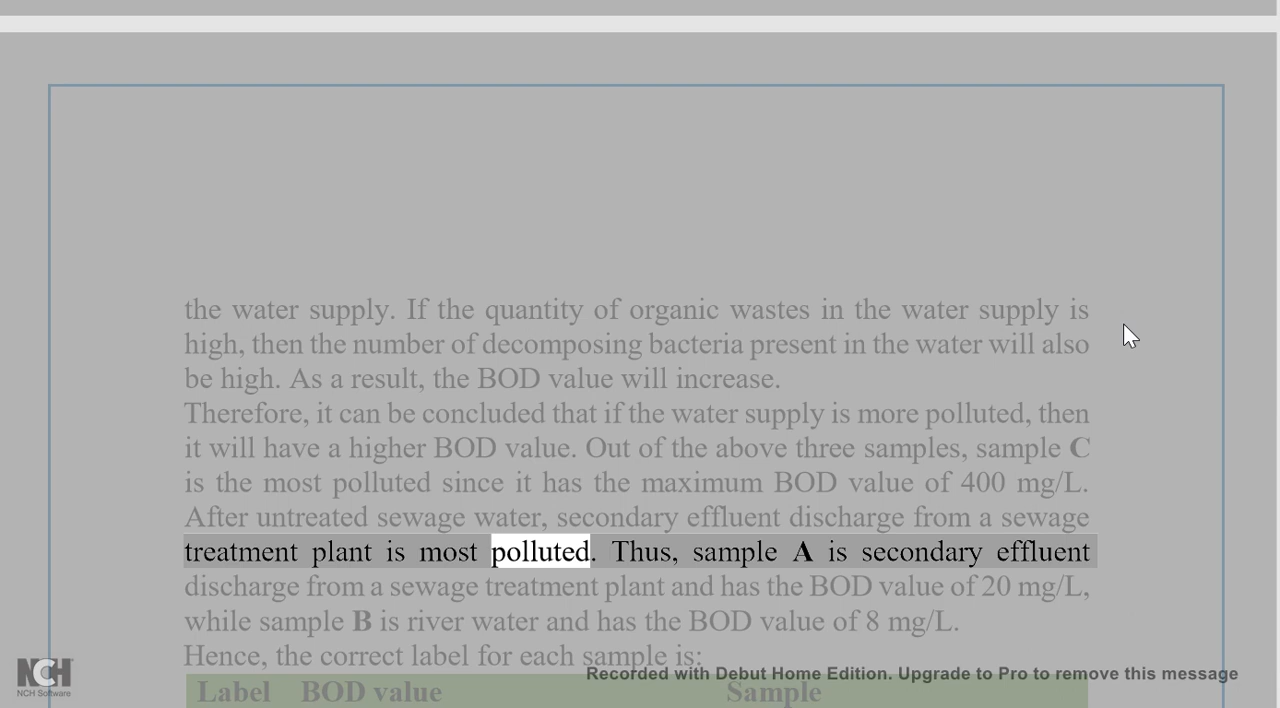 the water supply. If the quantity of organic wastes in the water supply is
high, then the number of decomposing bacteria present in the water will also
be high. As a result, the BOD value will increase.
Therefore, it can be concluded that if the water supply is more polluted, then
it will have a higher BOD value. Out of the above three samples, sample C
is the most polluted since it has the maximum BOD value of 400 mg/L.
After untreated sewage water, secondary effluent discharge from a sewage
treatment plant is most polluted. Thus, sample A is secondary effluent
discharge from a sewage treatment plant and has the BOD value of 20 mg/L,
while sample B is river water and has the BOD value of 8 mg/L.
Hence, the correct label for each sample is:
Recorded with Debut Home Edition. Upgrade to Pro to remove this message
Label BOD value Sample
NCH
NCH Software